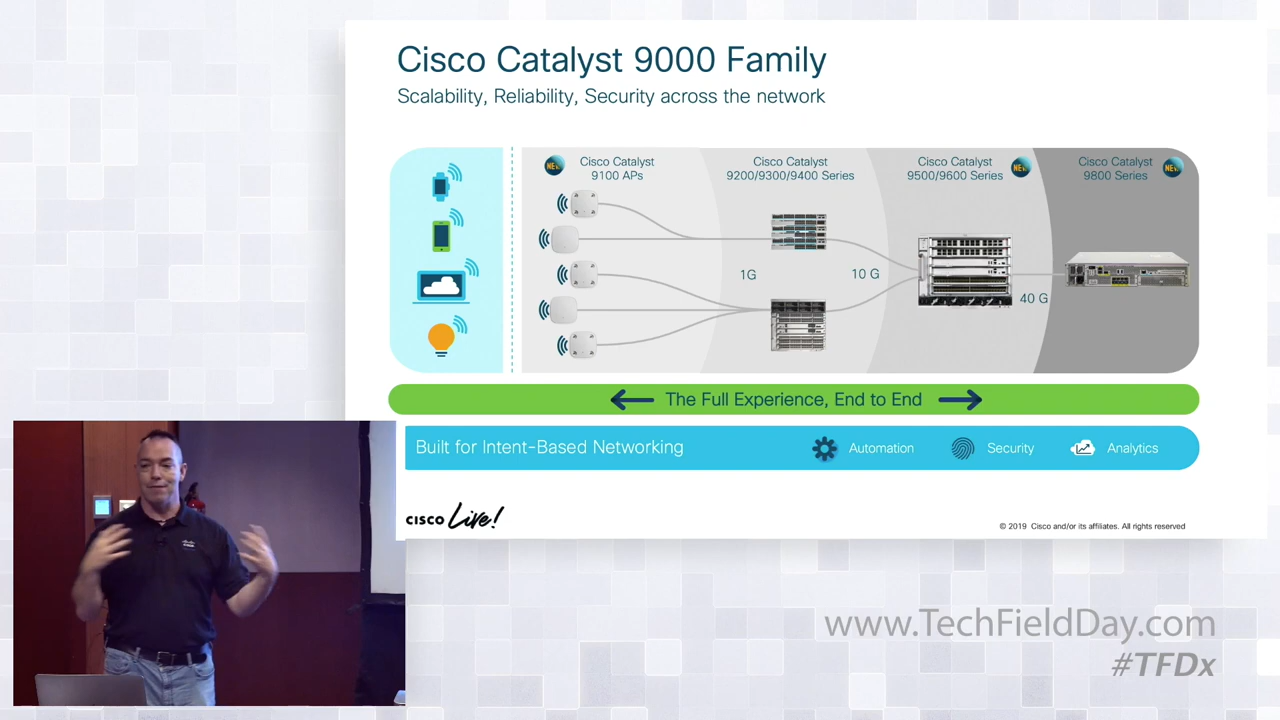 Cisco Catalyst 9000 Family
Scalability, Reliability, Security across the network
NEW
Cisco Catalyst
9100 APs
Cisco Catalyst
9200/9300/9400 Series
Cisco Catalyst
9500/9600 Series
NEW
Cisco Catalyst
9800 Series
NEW
1G
10 G
40 G
The Full Experience, End to End
Built for Intent-Based Networking
Automation
Security
Analytics
CISCO Live!
© 2019 Cisco and/or its affiliates. All rights reserved
www.TechFieldDay.com
#TFDx